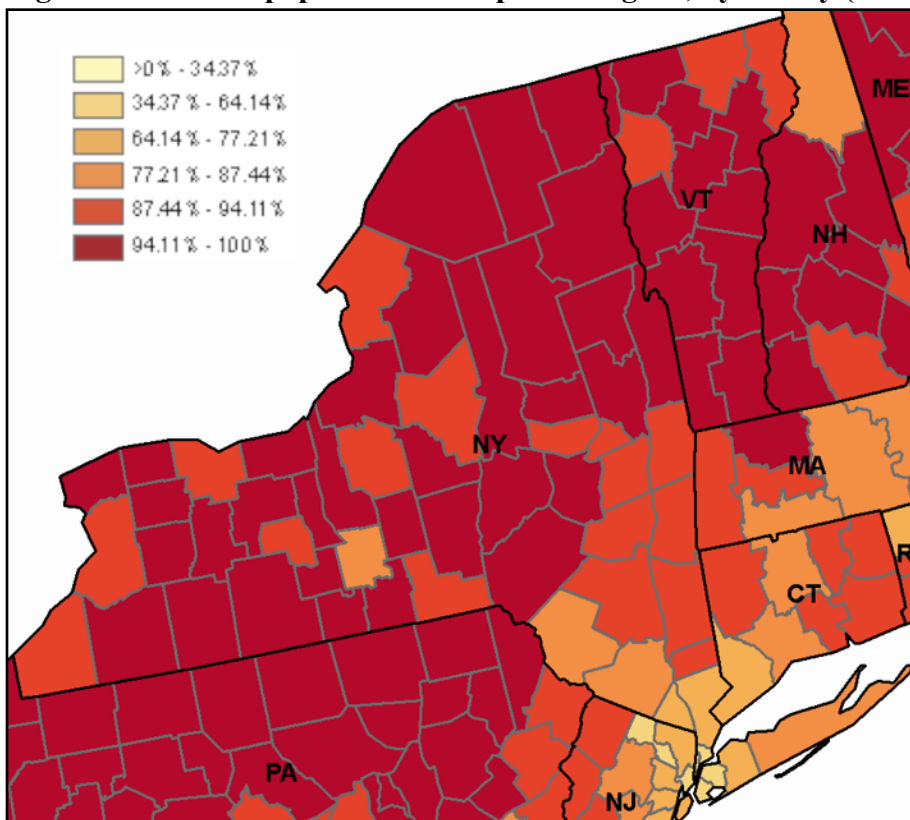 >0% - 34.37%
34.37% - 64.14%
64.14% - 77.21%
77.21% - 87.44%
87.44% - 94.11%
94.11% - 100%
ME
VT
NH
NY
MA
R
CT
PA
NJ